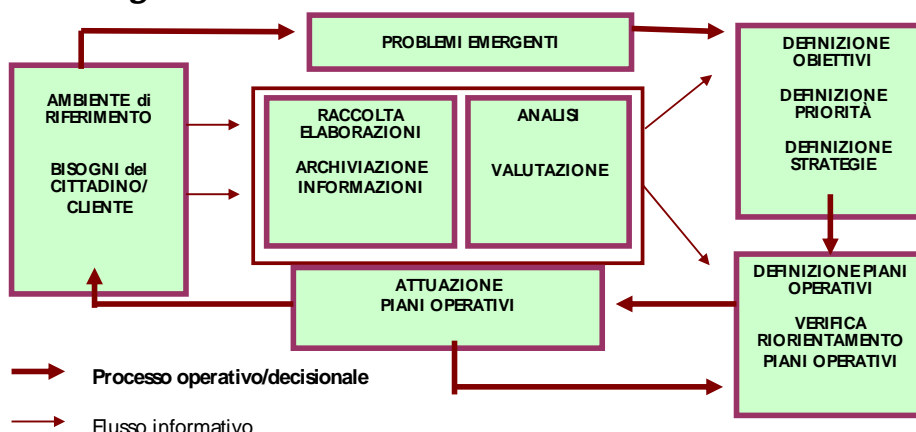 PROBLEMI EMERGENTI
DEFINIZIONE
OBIETTIVI
DEFINIZIONE
PRIORITÀ
DEFINIZIONE
STRATEGIE
AMBIENTE di
RIFERIMENTO
BISOGNI del
CITTADINO/
CLIENTE
RACCOLTA
ELABORAZIONI
ARCHIVIAZIONE
INFORMAZIONI
ANALISI
VALUTAZIONE
ATTUAZIONE
PIANI OPERATIVI
DEFINIZIONE PIANI
OPERATIVI
VERIFICA
RIORIENTAMENTO
PIANI OPERATIVI
Processo operativo/decisionale
Flusso informativo